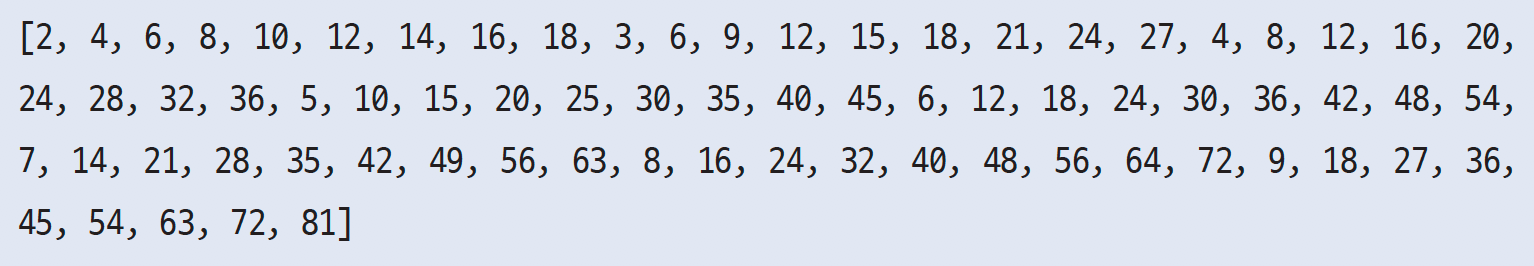 [2, 4, 6, 8, 10, 12, 14, 16, 18, 3, 6, 9, 12, 15, 18, 21, 24, 27, 4, 8, 12, 16, 20,
24, 28, 32, 36, 5, 10, 15, 20, 25, 30, 35, 40, 45, 6, 12, 18, 24, 30, 36, 42, 48, 54,
7, 14, 21, 28, 35, 42, 49, 56, 63, 8, 16, 24, 32, 40, 48, 56, 64, 72, 9, 18, 27, 36,
45, 54, 63, 72, 81]